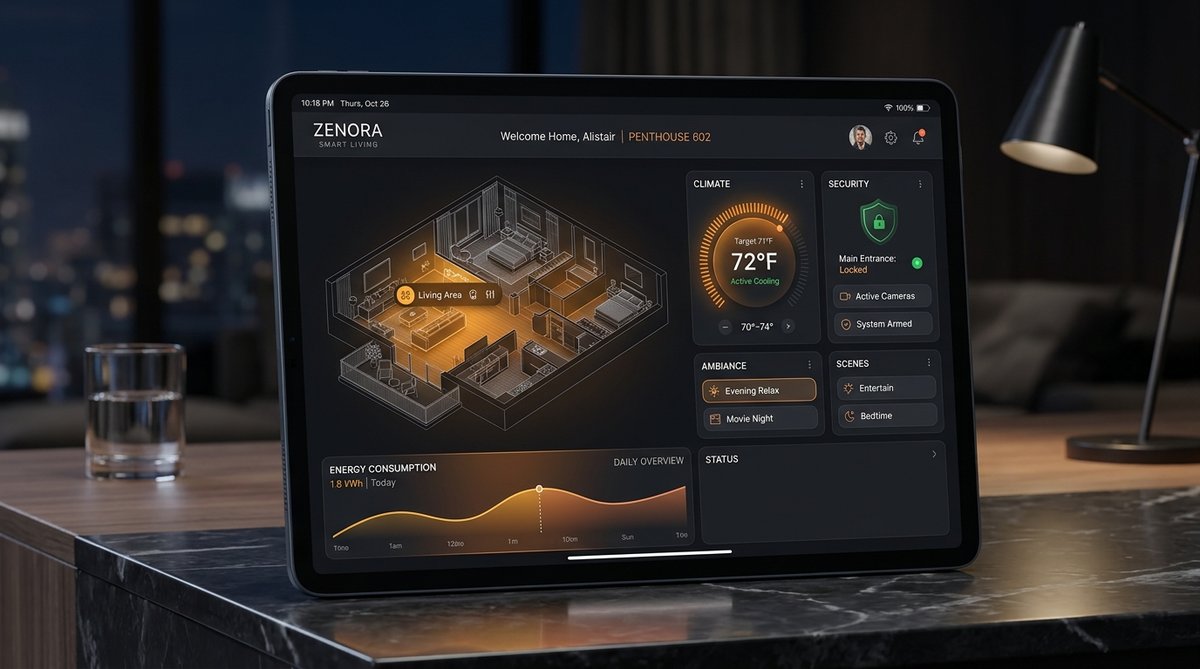 10:18 PM Thurs, Oct 26
100%
ZENORA
SMART LIVING
Welcome Home, Alistair | PENTHOUSE 602
Living Area
CLIMATE
Target 71°F
72°F
Active Cooling
70°-74°
SECURITY
Main Entrance:
Locked
Active Cameras
System Armed
AMBIANCE
Evening Relax
Movie Night
SCENES
Entertain
Bedtime
ENERGY CONSUMPTION
DAILY OVERVIEW
1.8 VWh | Today
1am
1m
Sun
STATUS